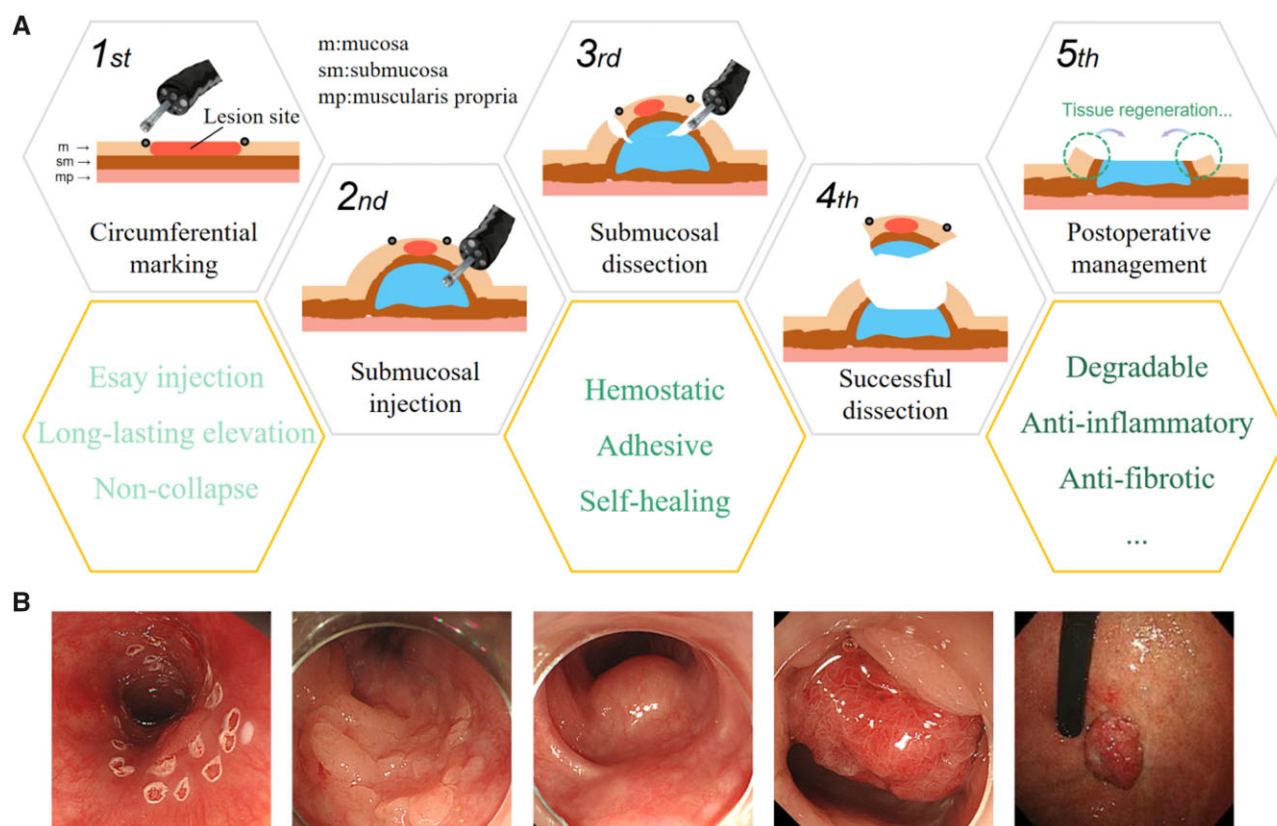 A
1st
Lesion site
m →
sm →
mp →
Circumferential
marking
m:mucosa
sm:submucosa
mp:muscularis propria
2nd
Submucosal
injection
3rd
Submucosal
dissection
4th
Successful
dissection
5th
Tissue regeneration...
Postoperative
management
Esay injection
Long-lasting elevation
Non-collapse
Hemostatic
Adhesive
Self-healing
Degradable
Anti-inflammatory
Anti-fibrotic
...
B